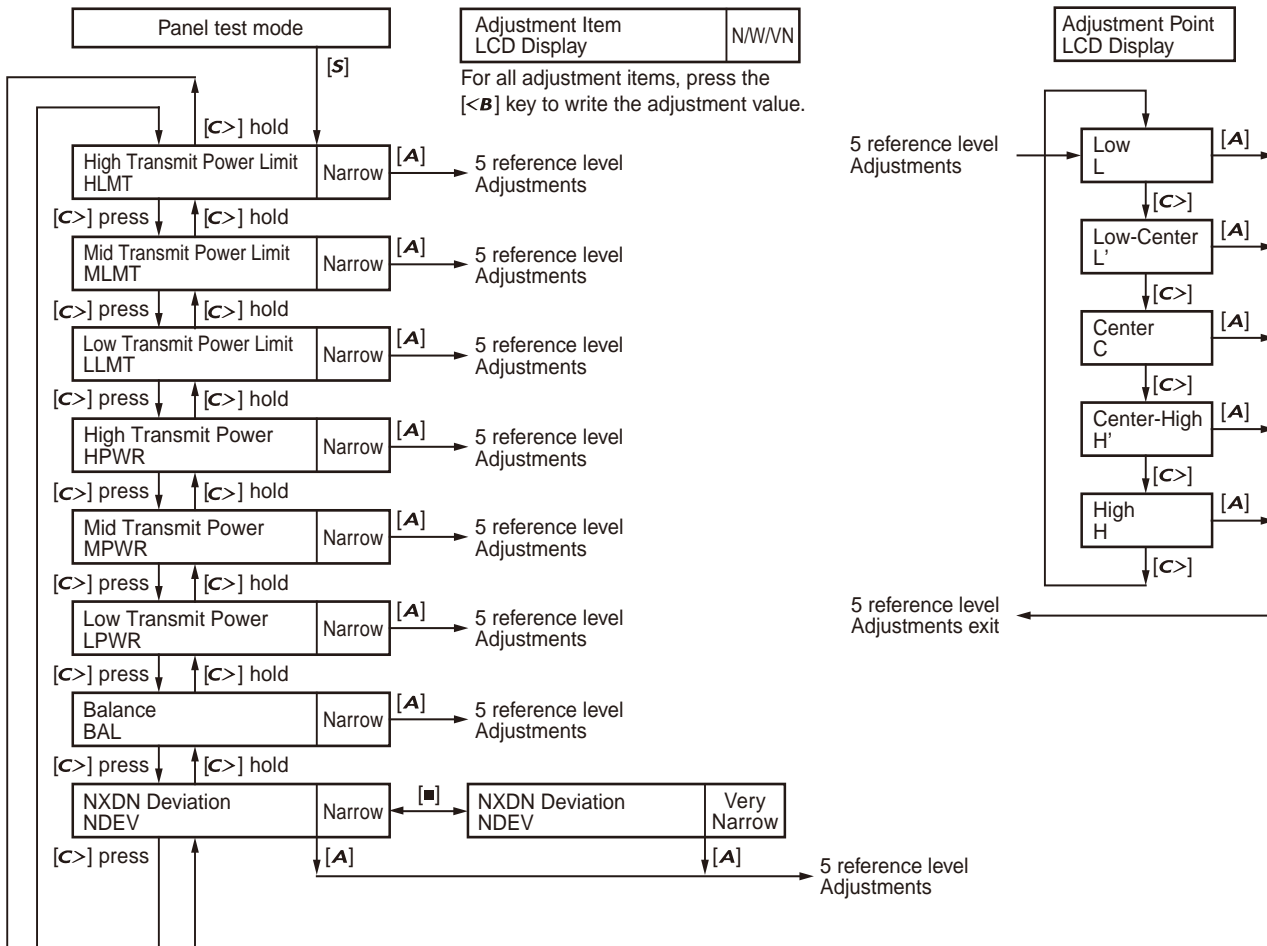 Panel test mode
[S]
Adjustment Item
LCD Display
N/W/VN
For all adjustment items, press the
[<B] key to write the adjustment value.
Adjustment Point
LCD Display
[C>] hold
High Transmit Power Limit
HLMT
Narrow
[A]
5 reference level
Adjustments
[C>] press
[C>] hold
Mid Transmit Power Limit
MLMT
Narrow
[A]
5 reference level
Adjustments
[C>] press
[C>] hold
Low Transmit Power Limit
LLMT
Narrow
[A]
5 reference level
Adjustments
[C>] press
[C>] hold
High Transmit Power
HPWR
Narrow
[A]
5 reference level
Adjustments
[C>] press
[C>] hold
Mid Transmit Power
MPWR
Narrow
[A]
5 reference level
Adjustments
[C>] press
[C>] hold
Low Transmit Power
LPWR
Narrow
[A]
5 reference level
Adjustments
[C>] press
[C>] hold
Balance
BAL
Narrow
[A]
5 reference level
Adjustments
[C>] press
[C>] hold
NXDN Deviation
NDEV
Narrow
[■]
NXDN Deviation
NDEV
Very
Narrow
[C>] press
[A]
[A]
5 reference level
Adjustments
5 reference level
Adjustments
Low
L
[A]
[C>]
Low-Center
L'
[A]
[C>]
Center
C
[A]
[C>]
Center-High
H'
[A]
[C>]
High
H
[A]
[C>]
5 reference level
Adjustments exit